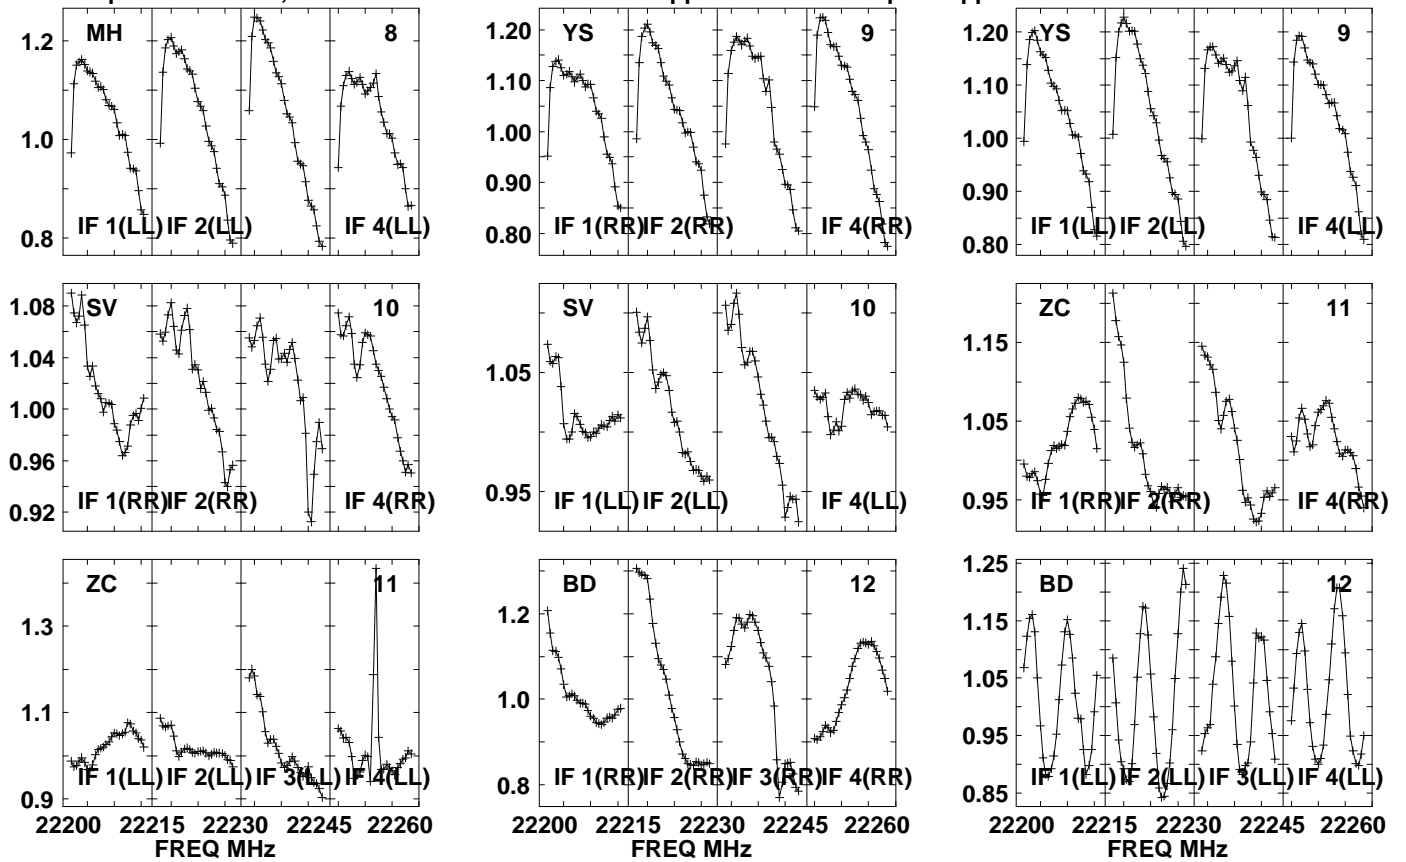 MH 8
1.2
1.0
0.8
IF 1(LL) IF 2(LL) IF 4(LL)
YS 9
1.20
1.10
1.00
0.90
0.80
IF 1(RR) IF 2(RR) IF 4(RR)
YS 9
1.20
1.10
1.00
0.90
0.80
IF 1(LL) IF 2(LL) IF 4(LL)
SV 10
1.08
1.04
1.00
0.96
0.92
IF 1(RR) IF 2(RR) IF 4(RR)
SV 10
1.05
0.95
IF 1(LL) IF 2(LL) IF 4(LL)
ZC 11
1.15
1.05
0.95
IF 1(RR) IF 2(RR) IF 4(RR)
ZC 11
1.3
1.1
0.9
IF 1(LL) IF 2(LL) IF 3(LL) IF 4(LL)
22200 22215 22230 22245 22260
FREQ MHz
BD 12
1.2
1.0
0.8
IF 1(RR) IF 2(RR) IF 3(RR) IF 4(RR)
22200 22215 22230 22245 22260
FREQ MHz
BD 12
1.25
1.15
1.05
0.95
0.85
IF 1(LL) IF 2(LL) IF 3(LL) IF 4(LL)
22200 22215 22230 22245 22260
FREQ MHz